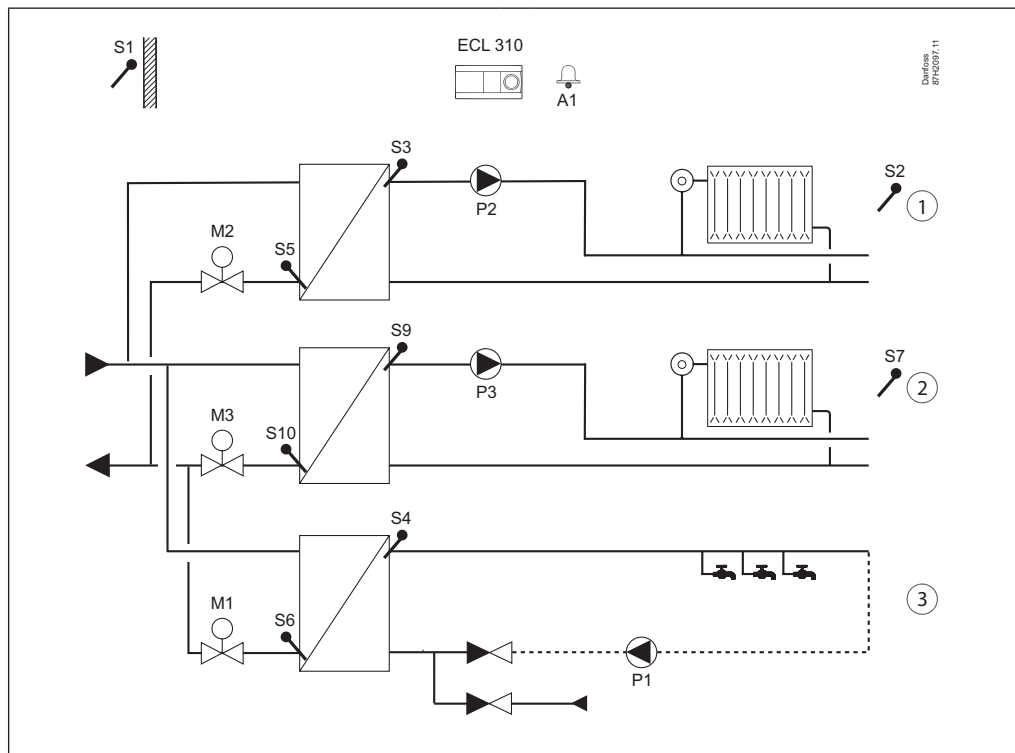 S1
ECL 310
A1
Danfoss
87H2097.11
S3
P2
S2
1
M2
S5
S9
P3
S7
2
M3
S10
S4
M1
S6
3
P1